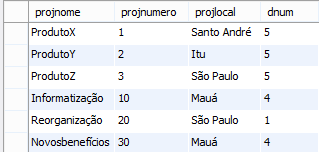 projnome projnumero projlocal dnum
ProdutoX 1 Santo André 5
ProdutoY 2 Itu 5
ProdutoZ 3 São Paulo 5
Informatização 10 Mauá 4
Reorganização 20 São Paulo 1
Novosbenefícios 30 Mauá 4